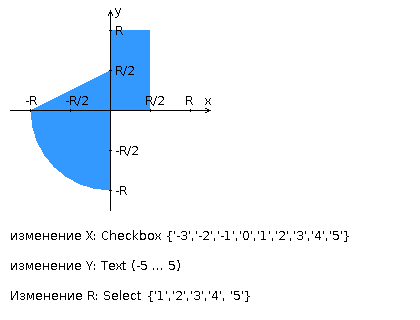 y
R
R/2
-R -R/2 R/2 R x
-R/2
-R
изменение X: Checkbox {'-3','-2','-1','0','1','2','3','4','5'}
изменение Y: Text (-5 ... 5)
Изменение R: Select {'1','2','3','4', '5'}